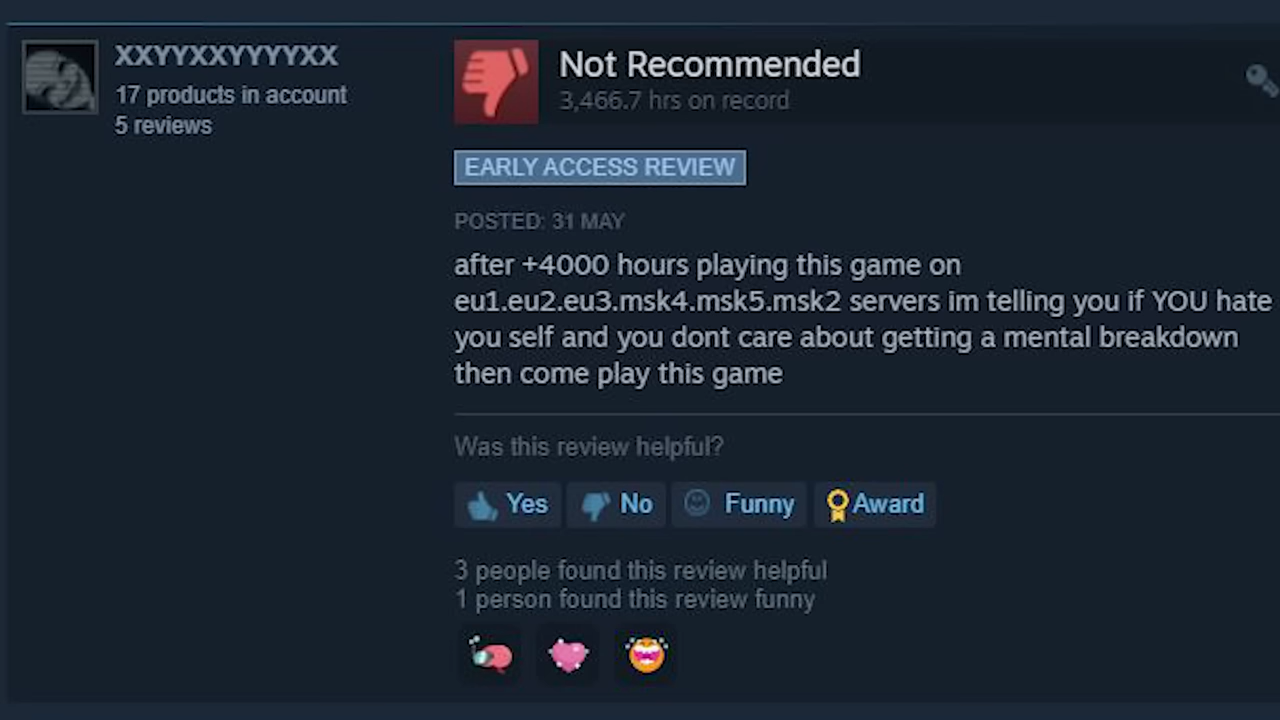 XXYYXXYYYYXX
17 products in account
5 reviews
Not Recommended
3,466.7 hrs on record
EARLY ACCESS REVIEW
POSTED: 31 MAY
after +4000 hours playing this game on
eu1.eu2.eu3.msk4.msk5.msk2 servers im telling you if YOU hate
you self and you dont care about getting a mental breakdown
then come play this game
Was this review helpful?
Yes
No
Funny
Award
3 people found this review helpful
1 person found this review funny